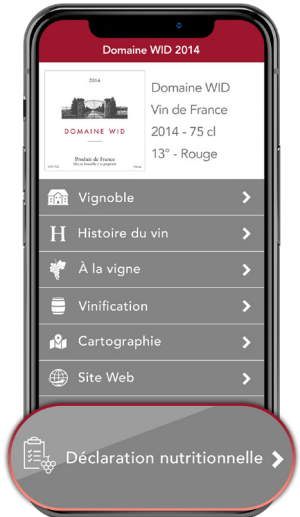 Domaine WID 2014
2014
DOMAINE WID
Produit de France
Domaine WID
Vin de France
2014 - 75 cl
13° - Rouge
Vignoble
H Histoire du vin
À la vigne
Vinification
Cartographie
Site Web
Déclaration nutritionnelle